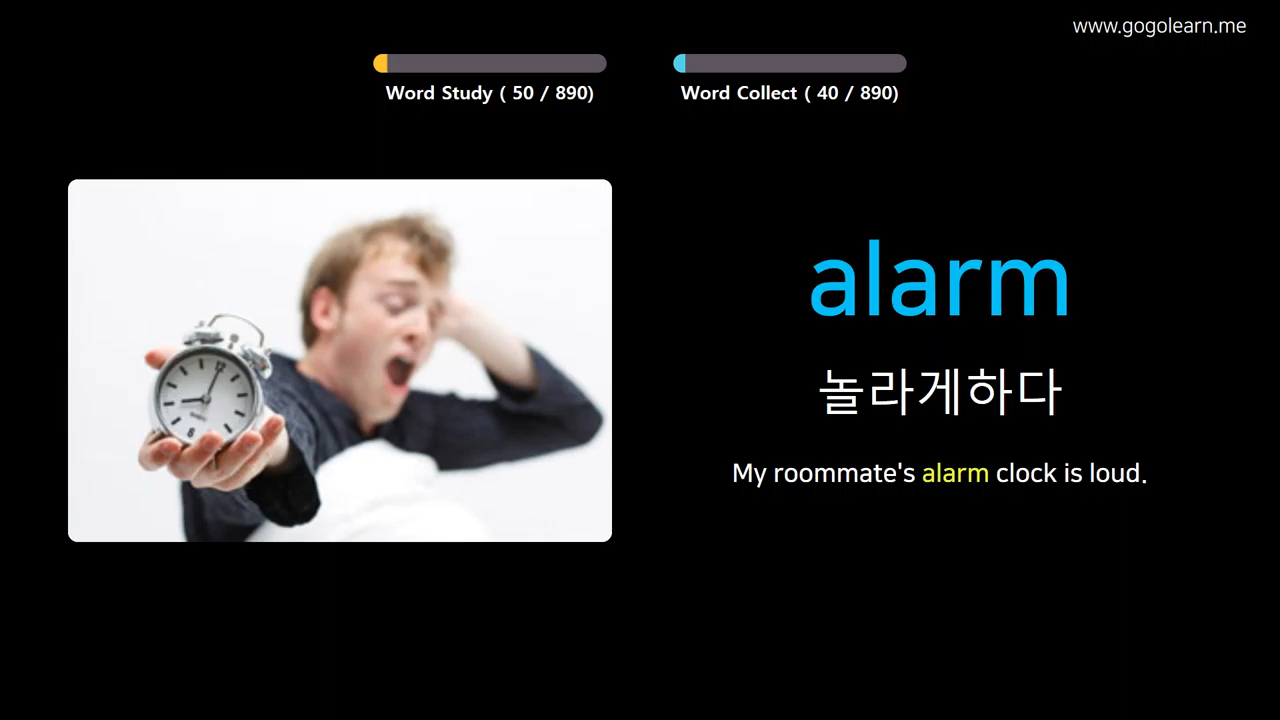 www.gogolearn.me
Word Study ( 50 / 890)
Word Collect ( 40 / 890)
alarm
놀라게하다
My roommate's alarm clock is loud.